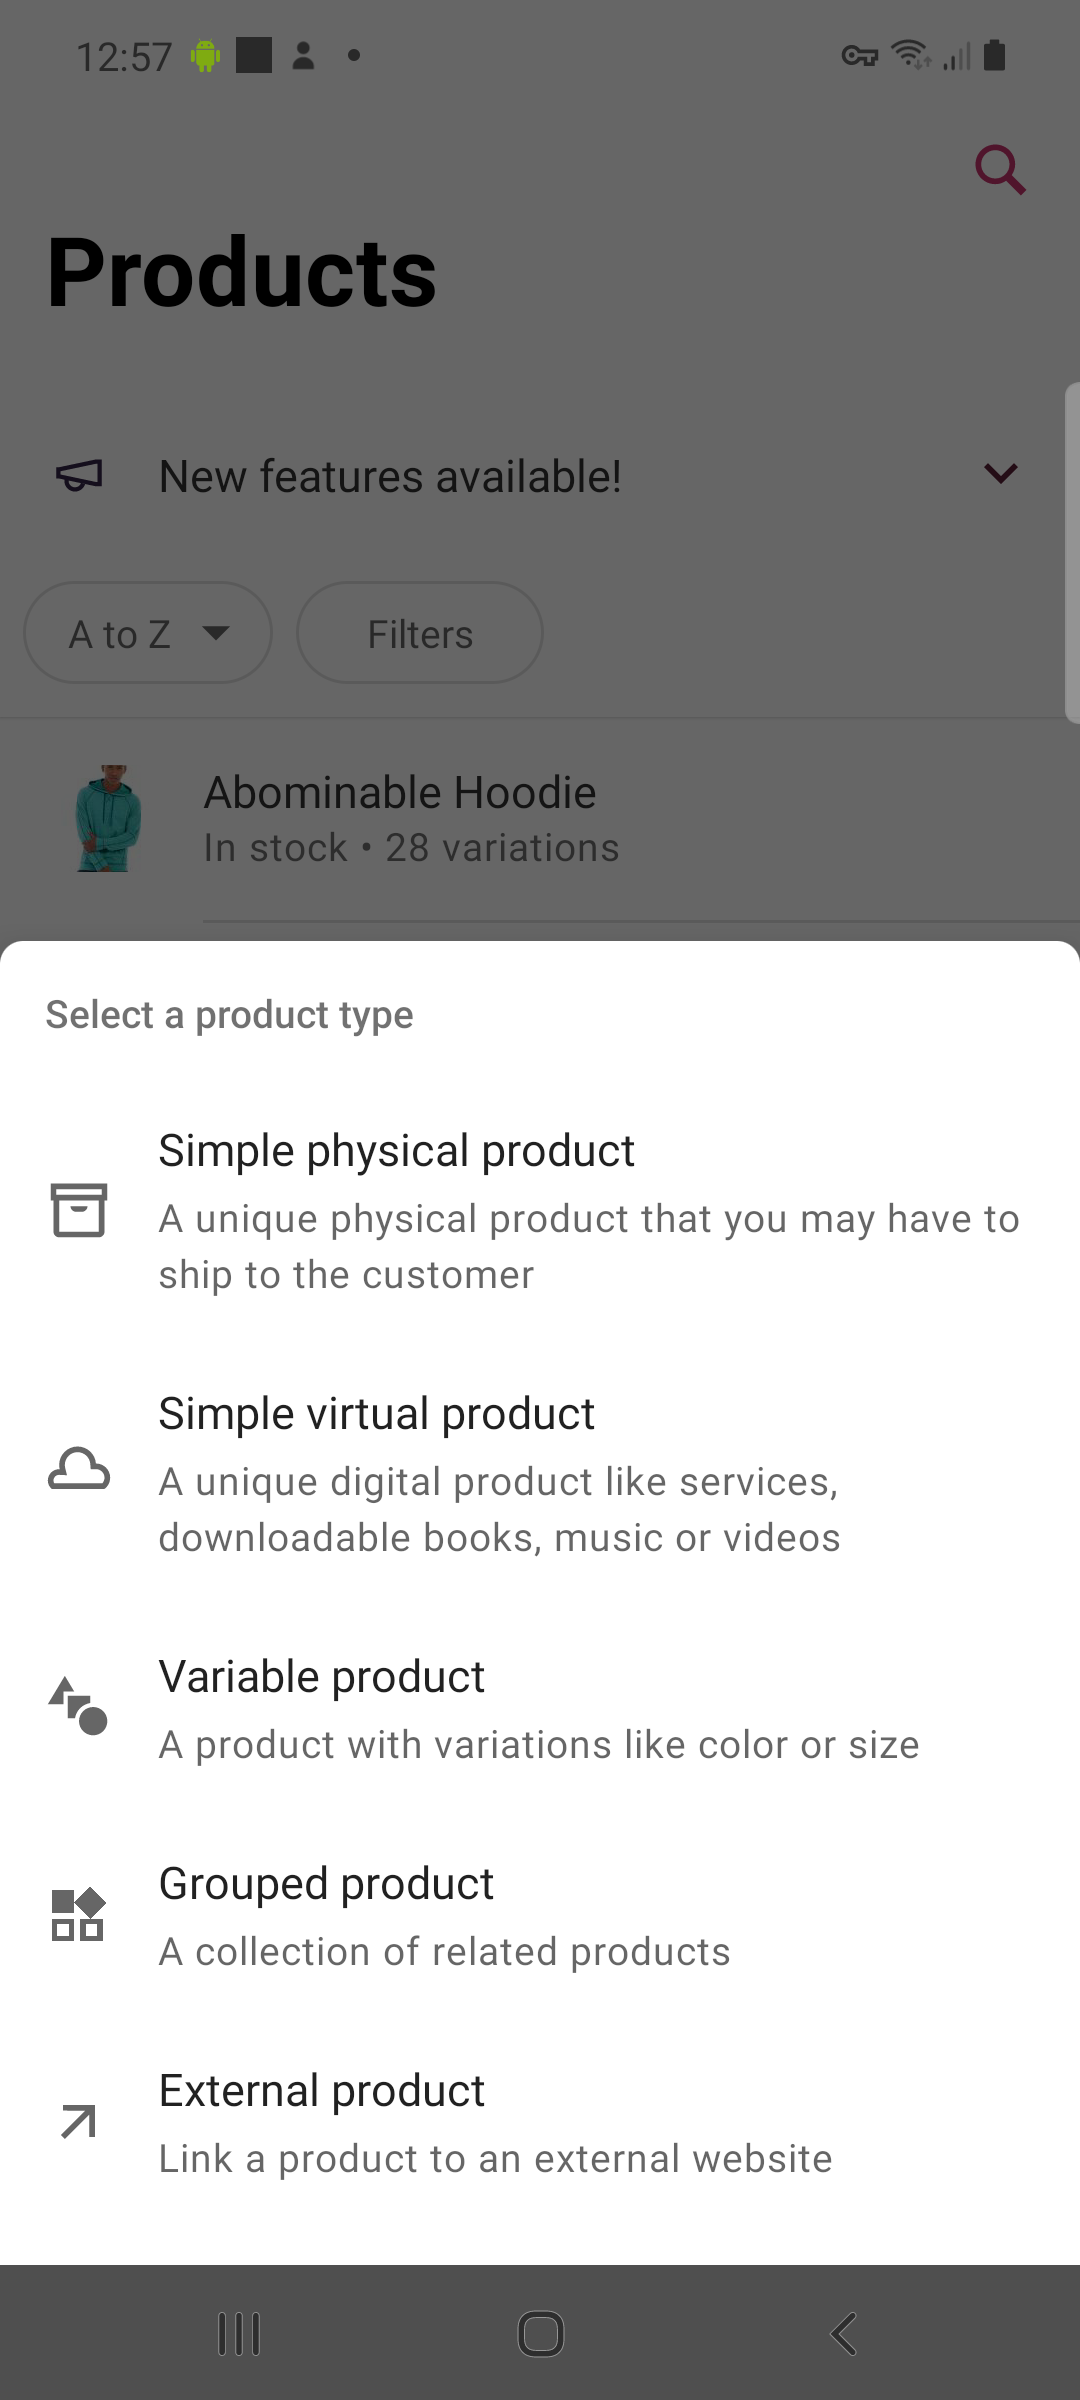 12:57
Products
New features available!
A to Z
Filters
Abominable Hoodie
In stock • 28 variations
Select a product type
Simple physical product
A unique physical product that you may have to
ship to the customer
Simple virtual product
A unique digital product like services,
downloadable books, music or videos
Variable product
A product with variations like color or size
Grouped product
A collection of related products
External product
Link a product to an external website